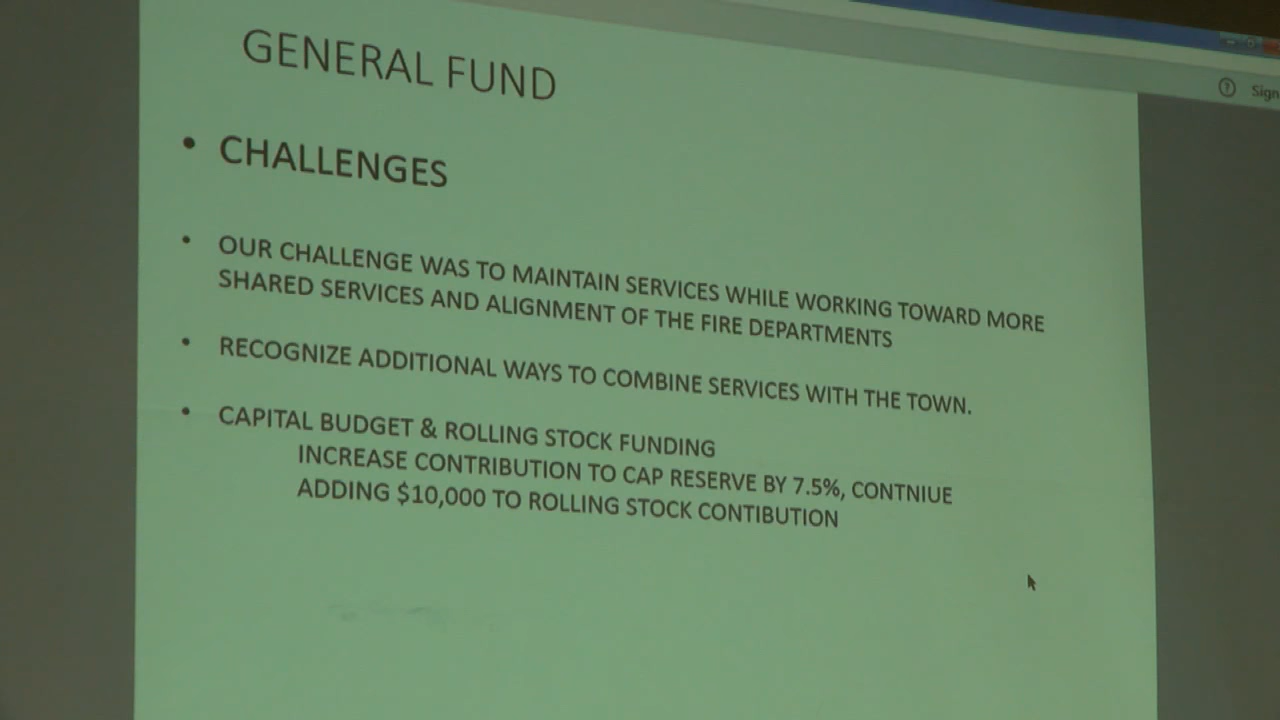 Sign
GENERAL FUND
• CHALLENGES
• OUR CHALLENGE WAS TO MAINTAIN SERVICES WHILE WORKING TOWARD MORE
SHARED SERVICES AND ALIGNMENT OF THE FIRE DEPARTMENTS
• RECOGNIZE ADDITIONAL WAYS TO COMBINE SERVICES WITH THE TOWN.
• CAPITAL BUDGET & ROLLING STOCK FUNDING
INCREASE CONTRIBUTION TO CAP RESERVE BY 7.5%, CONTNIUE
ADDING $10,000 TO ROLLING STOCK CONTIBUTION